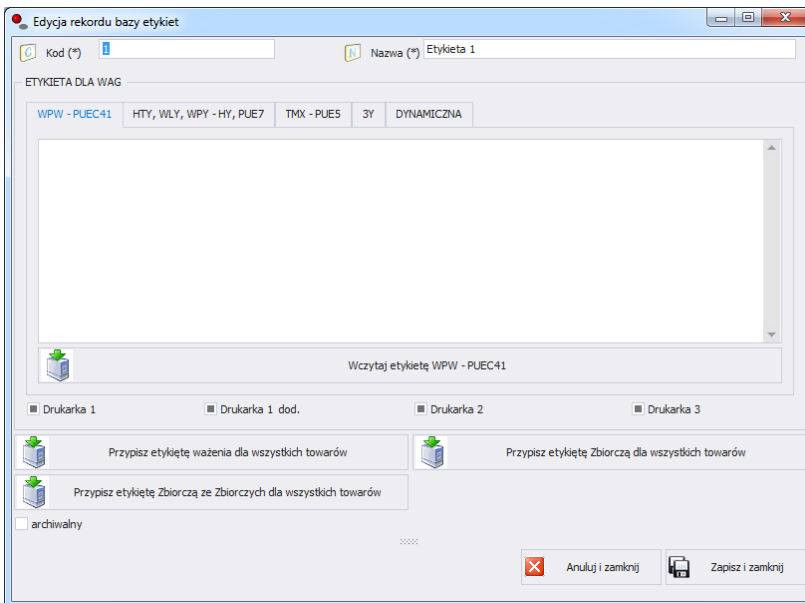 Edycja rekordu bazy etykiet
C Kod (*) 1 N Nazwa (*) Etykieta 1
ETYKIETA DLA WAG
WPW - PUEC41 HTY, WLY, WPY - HY, PUE7 TMX - PUE5 3Y DYNAMICZNA
Wczytaj etykietę WPW - PUEC41
Drukarka 1 Drukarka 1 dod. Drukarka 2 Drukarka 3
Przypisz etykietę ważenia dla wszystkich towarów Przypisz etykietę Zbiorczą dla wszystkich towarów
Przypisz etykietę Zbiorczą ze Zbiorczych dla wszystkich towarów
archiwalny
Anuluj i zamknij Zapisz i zamknij